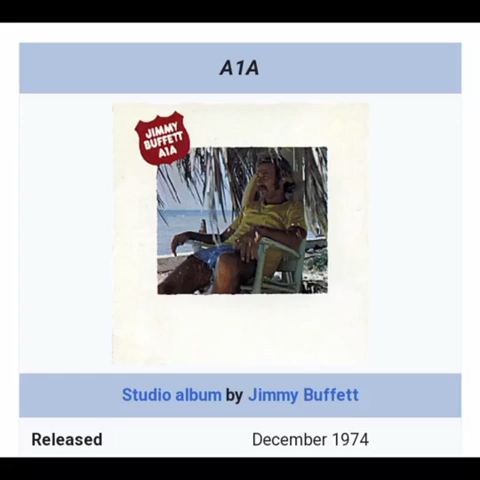 A1A
JIMMY
BUFFETT
A1A
Studio album by Jimmy Buffett
Released December 1974